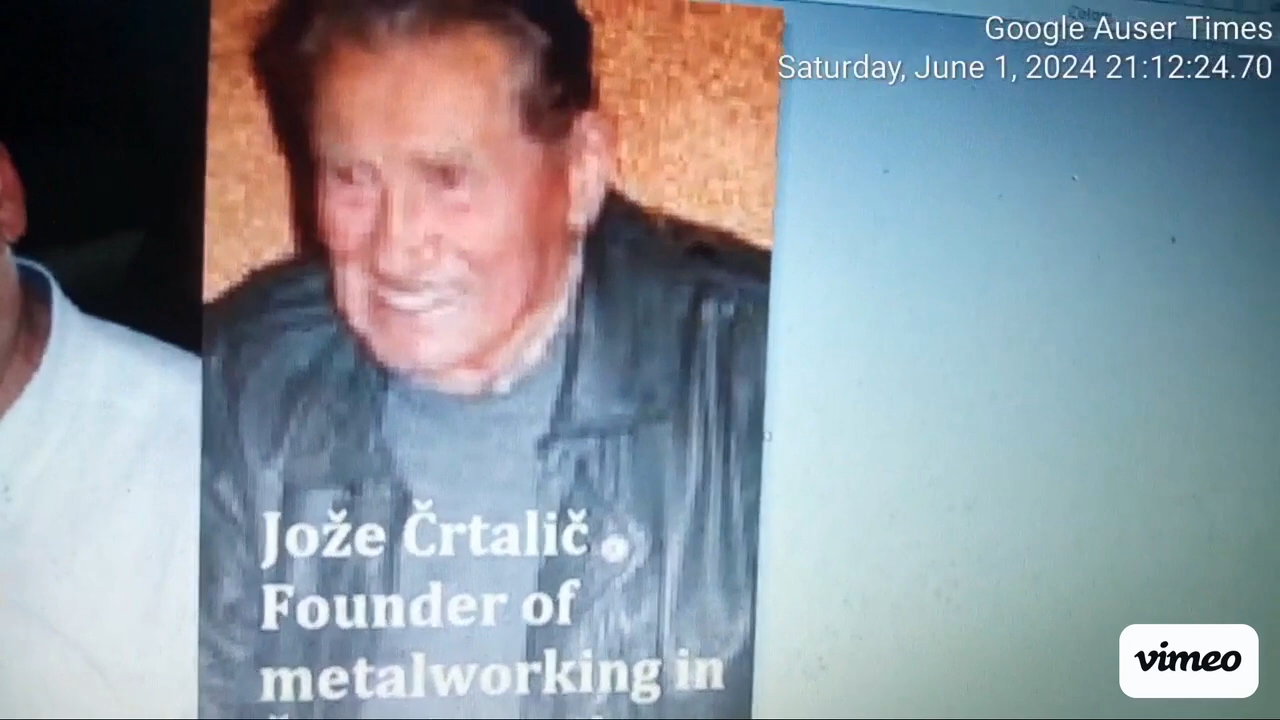 Google Auser Times
Saturday, June 1, 2024 21:12:24.70
Jože Črtalič
Founder of
metalworking in
vimeo